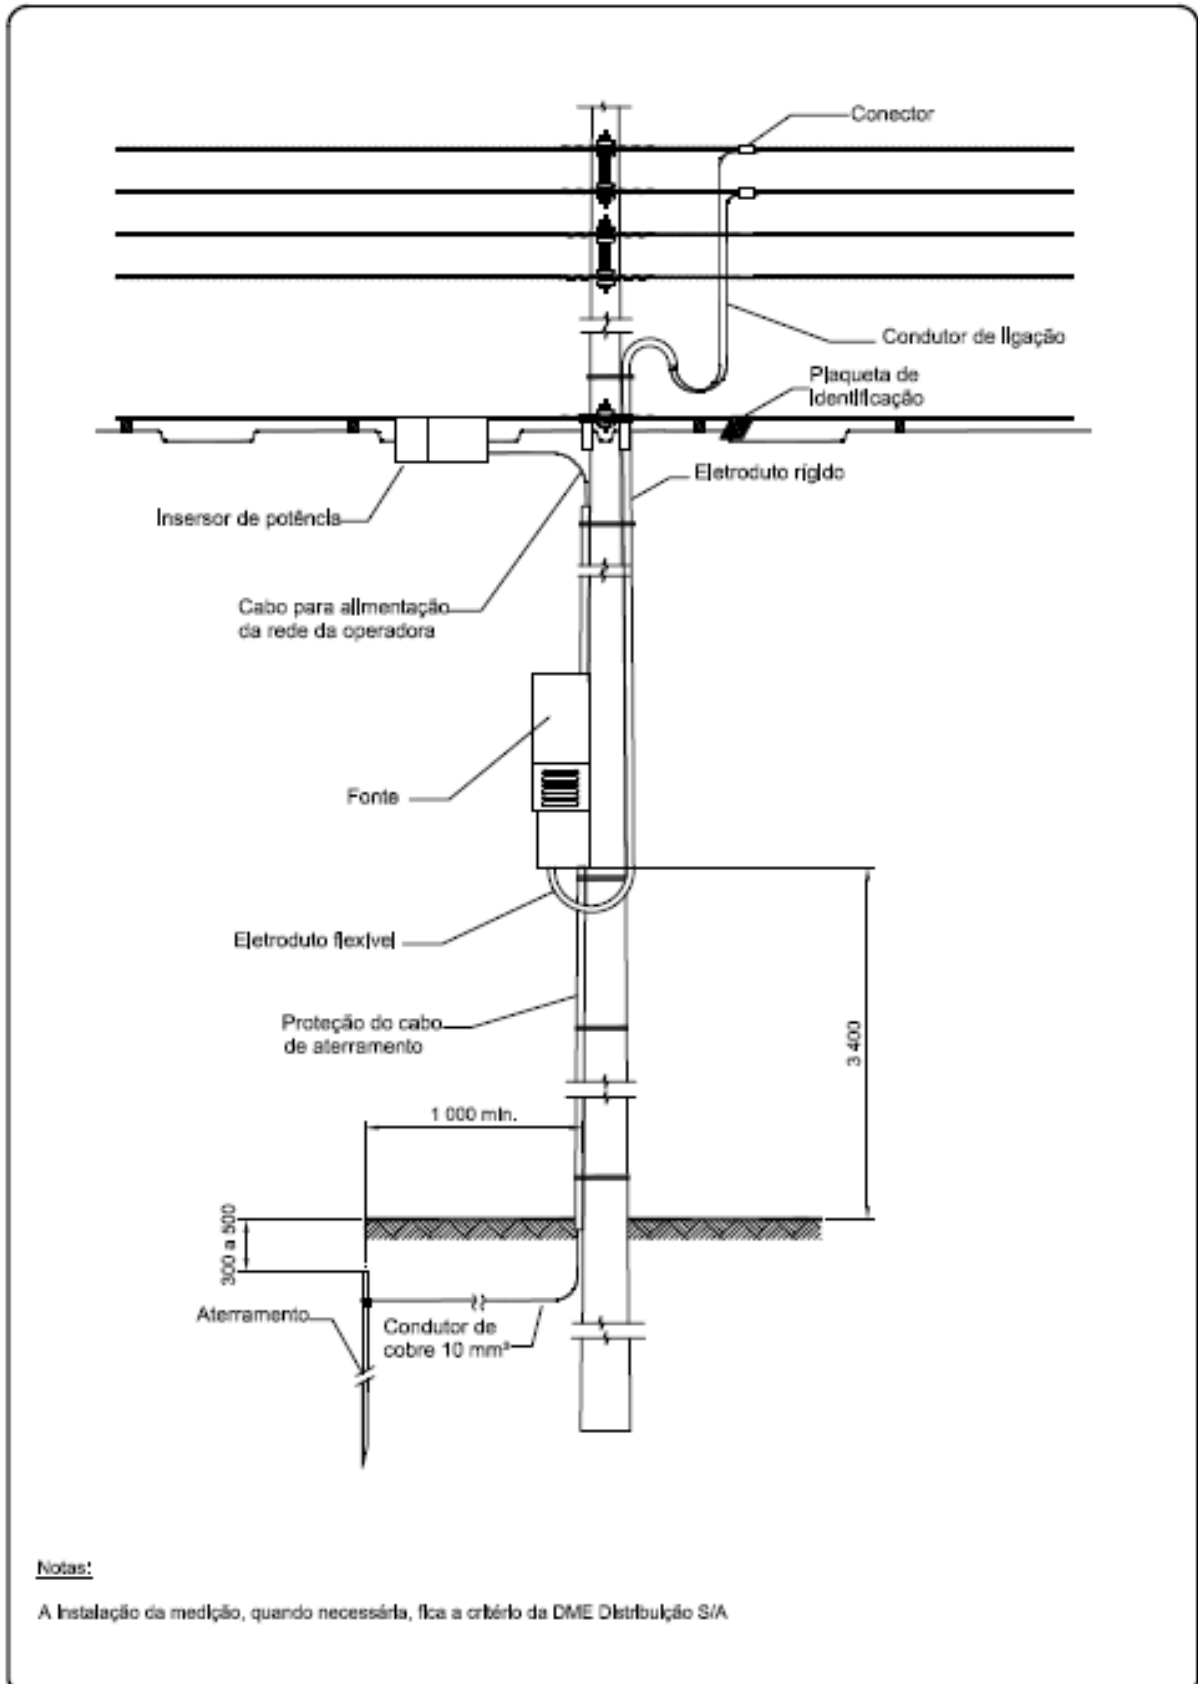 Conector
Condutor de ligação
Plaqueta de
identificação
Eletroduto rígido
Insersor de potência
Cabo para alimentação
da rede da operadora
Fonte
Eletroduto flexível
Proteção do cabo
de aterramento
3 400
1 000 min.
300 a 500
Aterramento
Condutor de
cobre 10 mm²
Notas:
A instalação da medição, quando necessária, fica a critério da DME Distribuição S/A